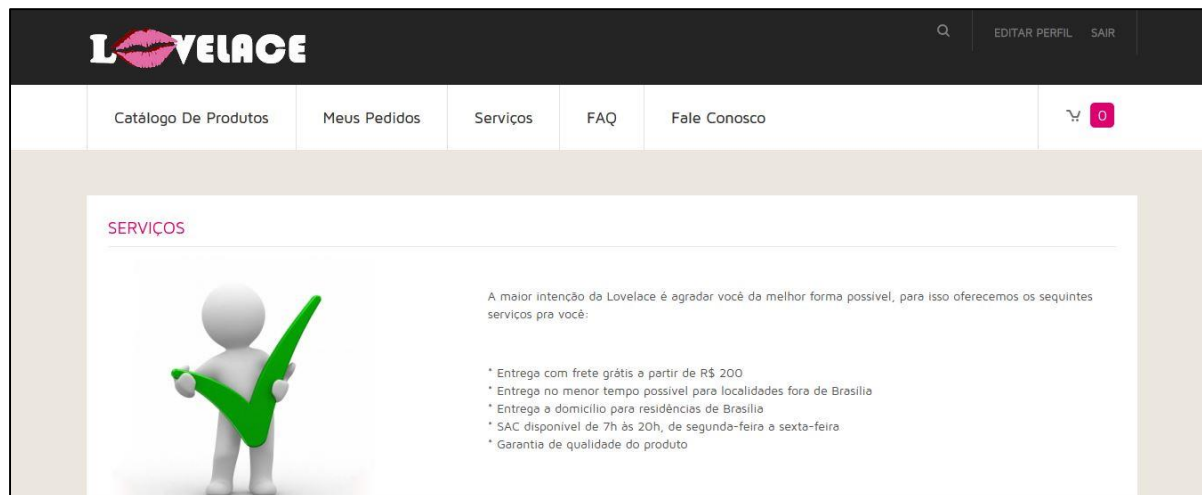 LOVELACE
EDITAR PERFIL SAIR
Catálogo De Produtos Meus Pedidos Serviços FAQ Fale Conosco 0
SERVIÇOS
A maior intenção da Lovelace é agradar você da melhor forma possível, para isso oferecemos os sequintes
serviços pra você:
* Entrega com frete grátis a partir de R$ 200
* Entrega no menor tempo possível para localidades fora de Brasília
* Entrega a domicílio para residências de Brasília
* SAC disponível de 7h às 20h, de segunda-feira a sexta-feira
* Garantia de qualidade do produto